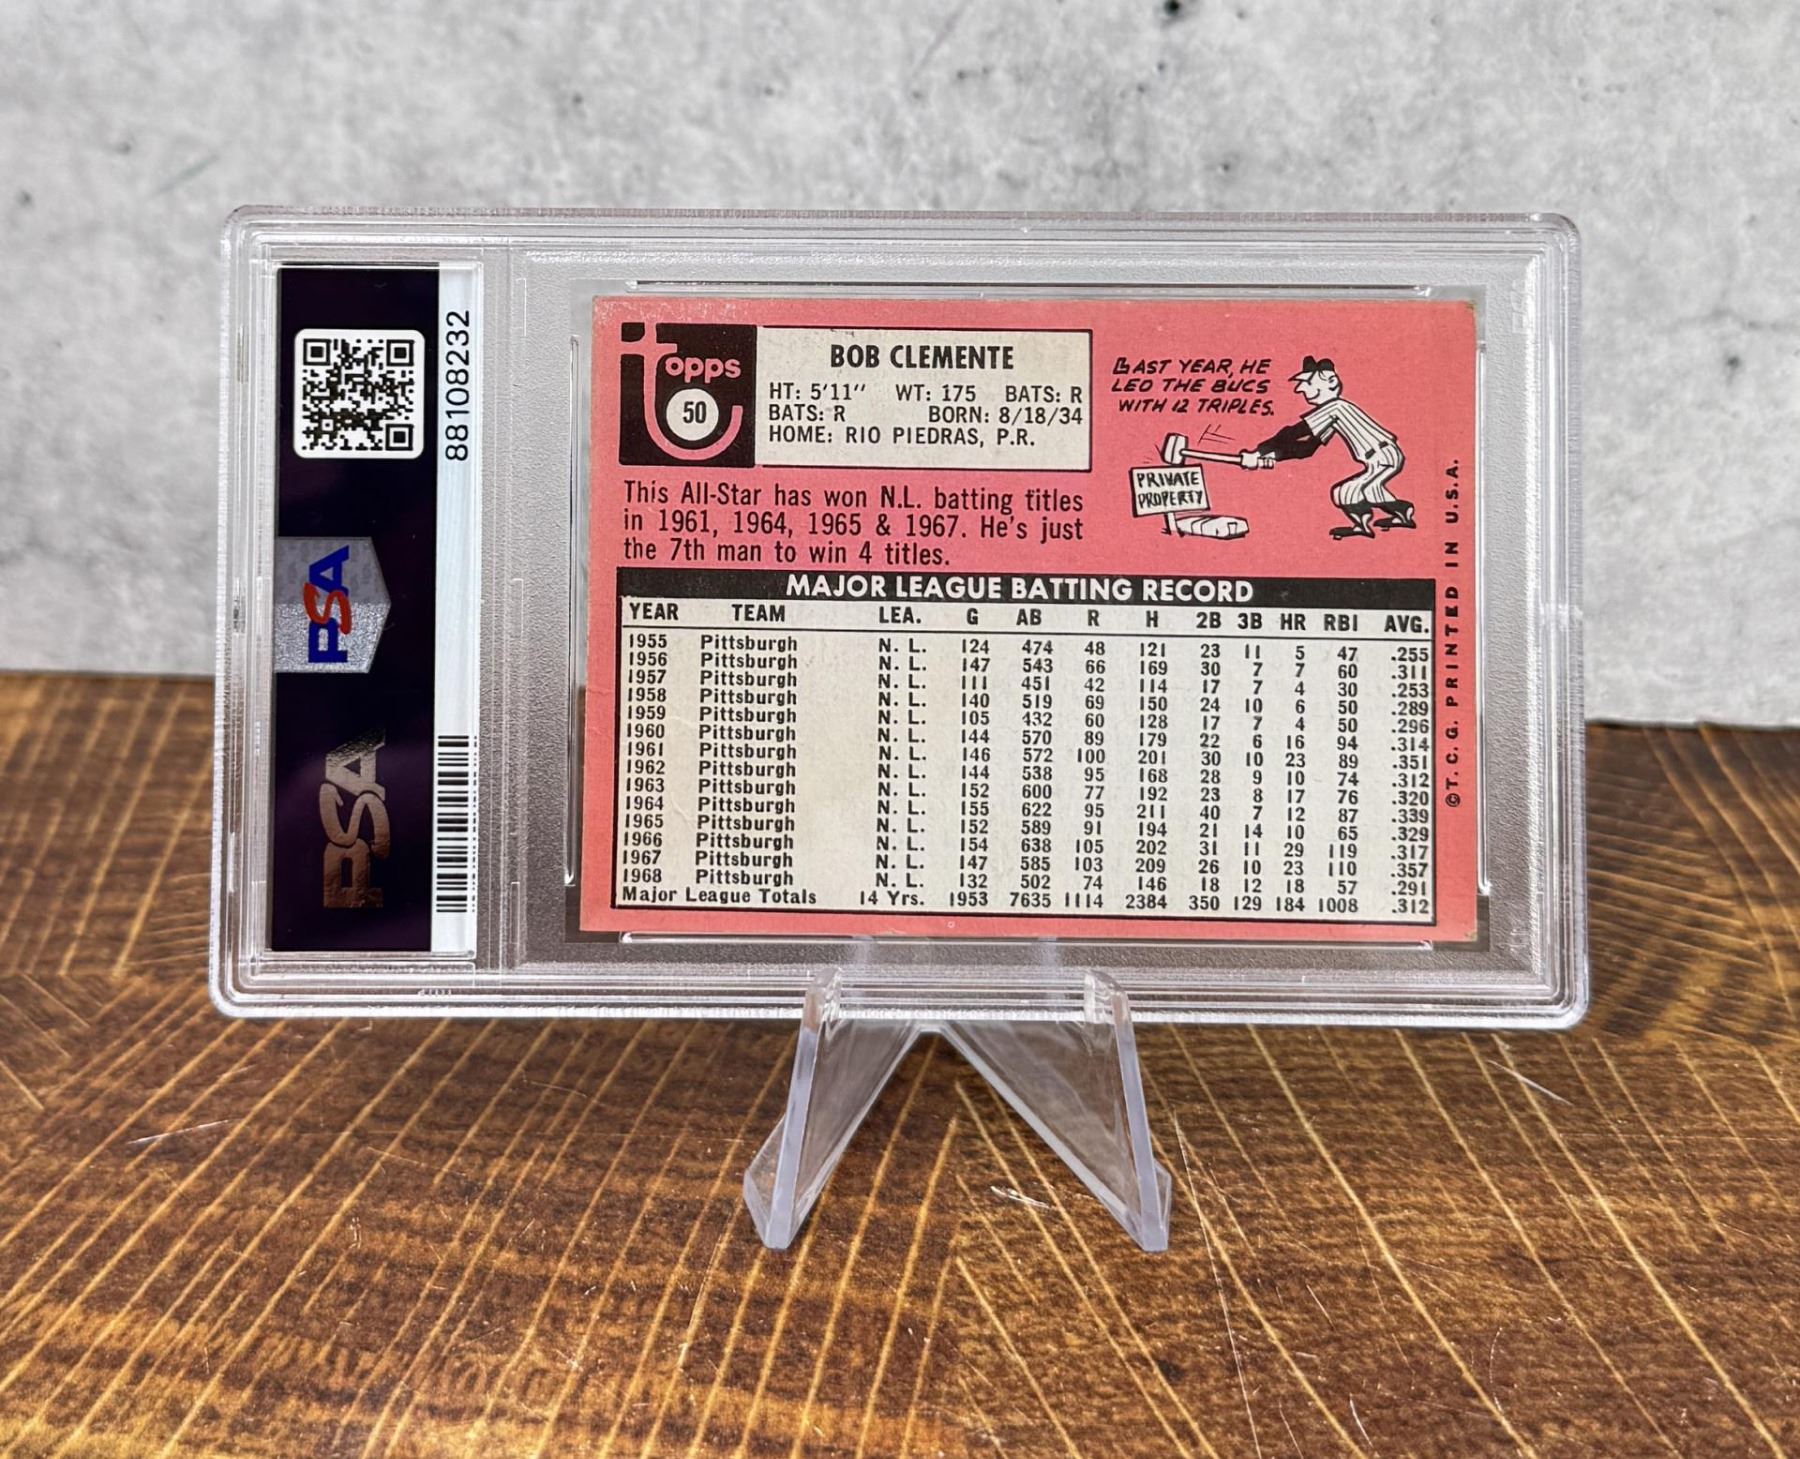 88108232
PSA
PSA
topps
50
BOB CLEMENTE
HT: 5'11" WT: 175 BATS: R
BATS: R BORN: 8/18/34
HOME: RIO PIEDRAS, P.R.
LAST YEAR, HE
LED THE BUCS
WITH 12 TRIPLES.
PRIVATE
PROPERTY
This All-Star has won N.L. batting titles
in 1961, 1964, 1965 & 1967. He's just
the 7th man to win 4 titles.
MAJOR LEAGUE BATTING RECORD
YEAR TEAM LEA. G AB R H 2B 3B HR RBI AVG.
1955 Pittsburgh N. L. 124 474 48 121 23 11 5 47 .255
1956 Pittsburgh N. L. 147 543 66 169 30 7 7 60 .311
1957 Pittsburgh N. L. 111 451 42 114 17 7 4 30 .253
1958 Pittsburgh N. L. 140 519 69 150 24 10 6 50 .289
1959 Pittsburgh N. L. 105 432 60 128 17 7 4 50 .296
1960 Pittsburgh N. L. 144 570 89 179 22 6 16 94 .314
1961 Pittsburgh N. L. 146 572 100 201 30 10 23 89 .351
1962 Pittsburgh N. L. 144 538 95 168 28 9 10 74 .312
1963 Pittsburgh N. L. 152 600 77 192 23 8 17 76 .320
1964 Pittsburgh N. L. 155 622 95 211 40 7 12 87 .339
1965 Pittsburgh N. L. 152 589 91 194 21 14 10 65 .329
1966 Pittsburgh N. L. 154 638 105 202 31 11 29 119 .317
1967 Pittsburgh N. L. 147 585 103 209 26 10 23 110 .357
1968 Pittsburgh N. L. 132 502 74 146 18 12 18 57 .291
Major League Totals 14 Yrs. 1953 7635 1114 2384 350 129 184 1008 .312
©T. C. G. PRINTED IN U.S.A.